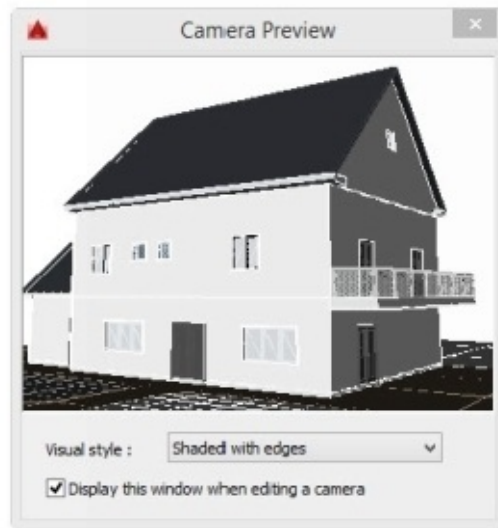 Camera Preview
Visual style :
Shaded with edges
Display this window when editing a camera